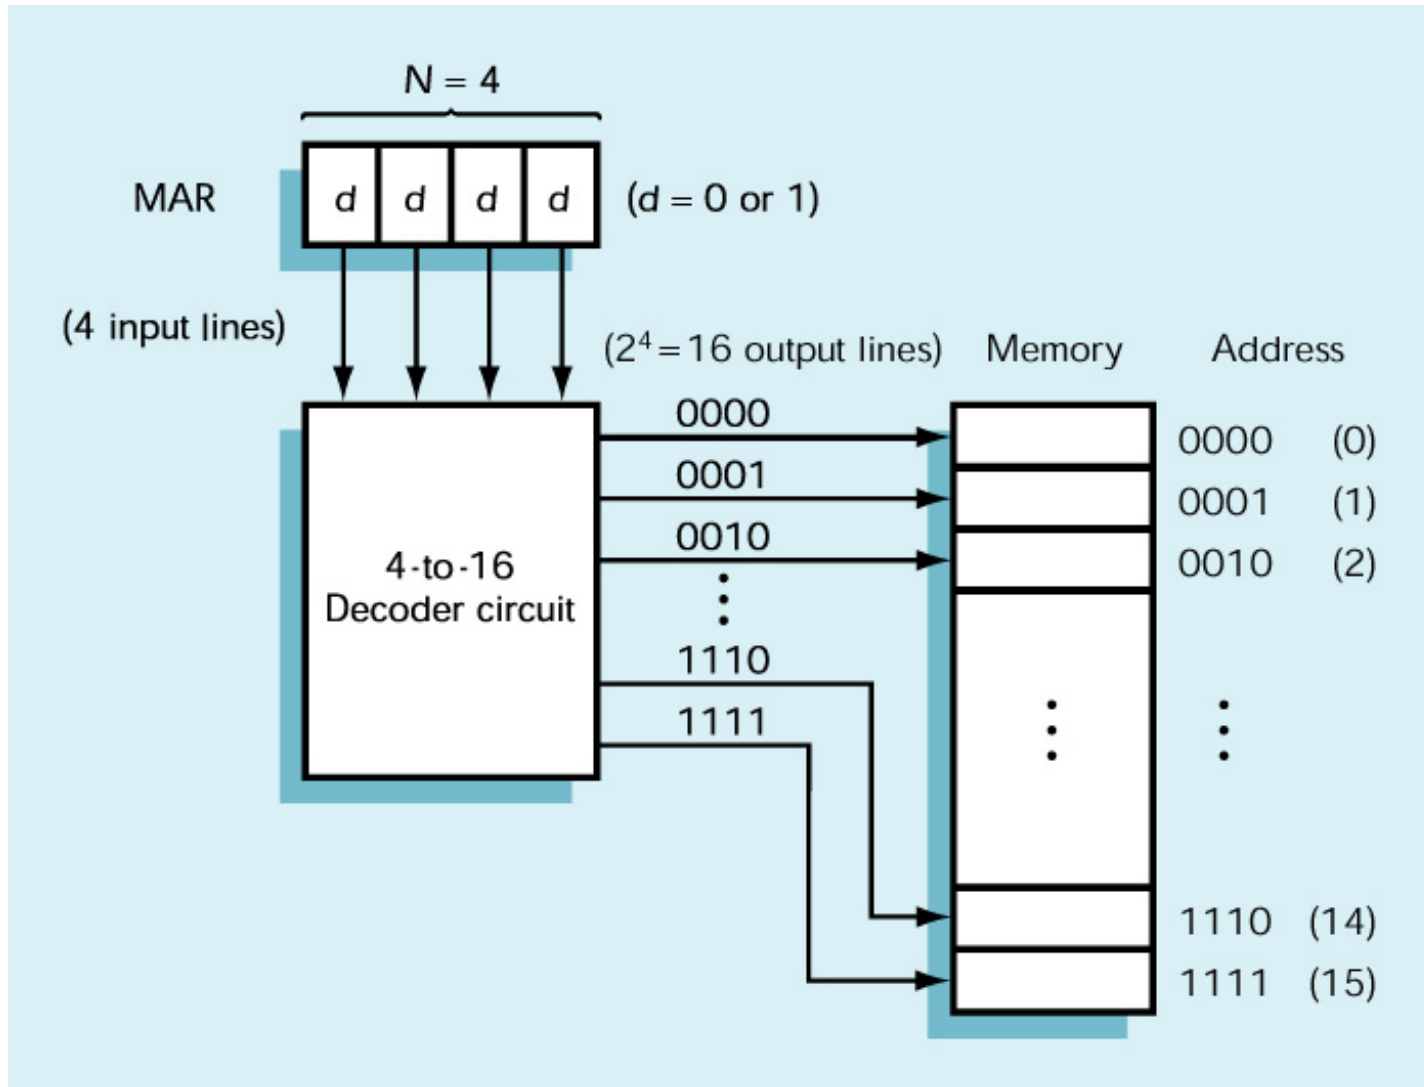 N = 4
MAR d d d d (d = 0 or 1)
(4 input lines)
(2⁴ = 16 output lines) Memory Address
0000 0000 (0)
0001 0001 (1)
0010 0010 (2)
4-to-16
Decoder circuit
1110
1111
1110 (14)
1111 (15)